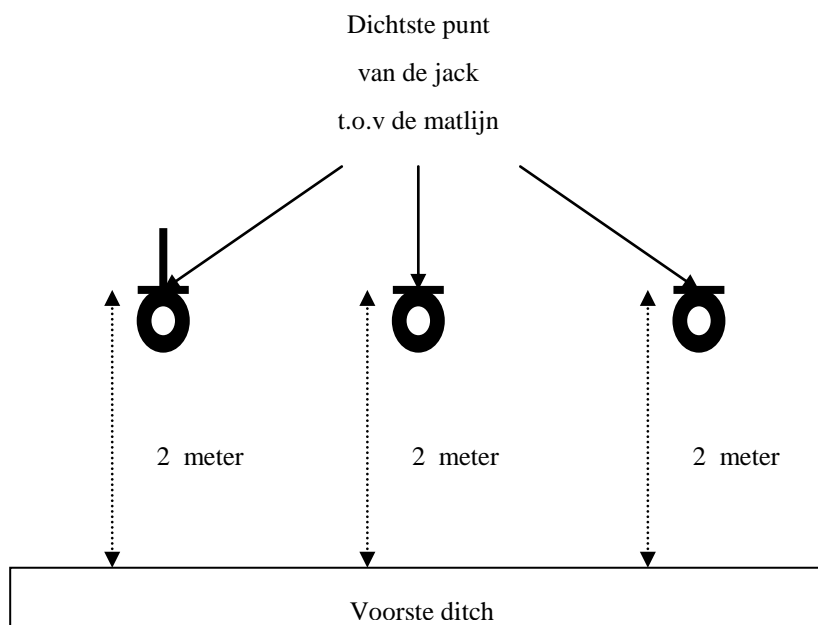 Dichtste punt
van de jack
t.o.v de matlijn
2 meter 2 meter 2 meter
Voorste ditch